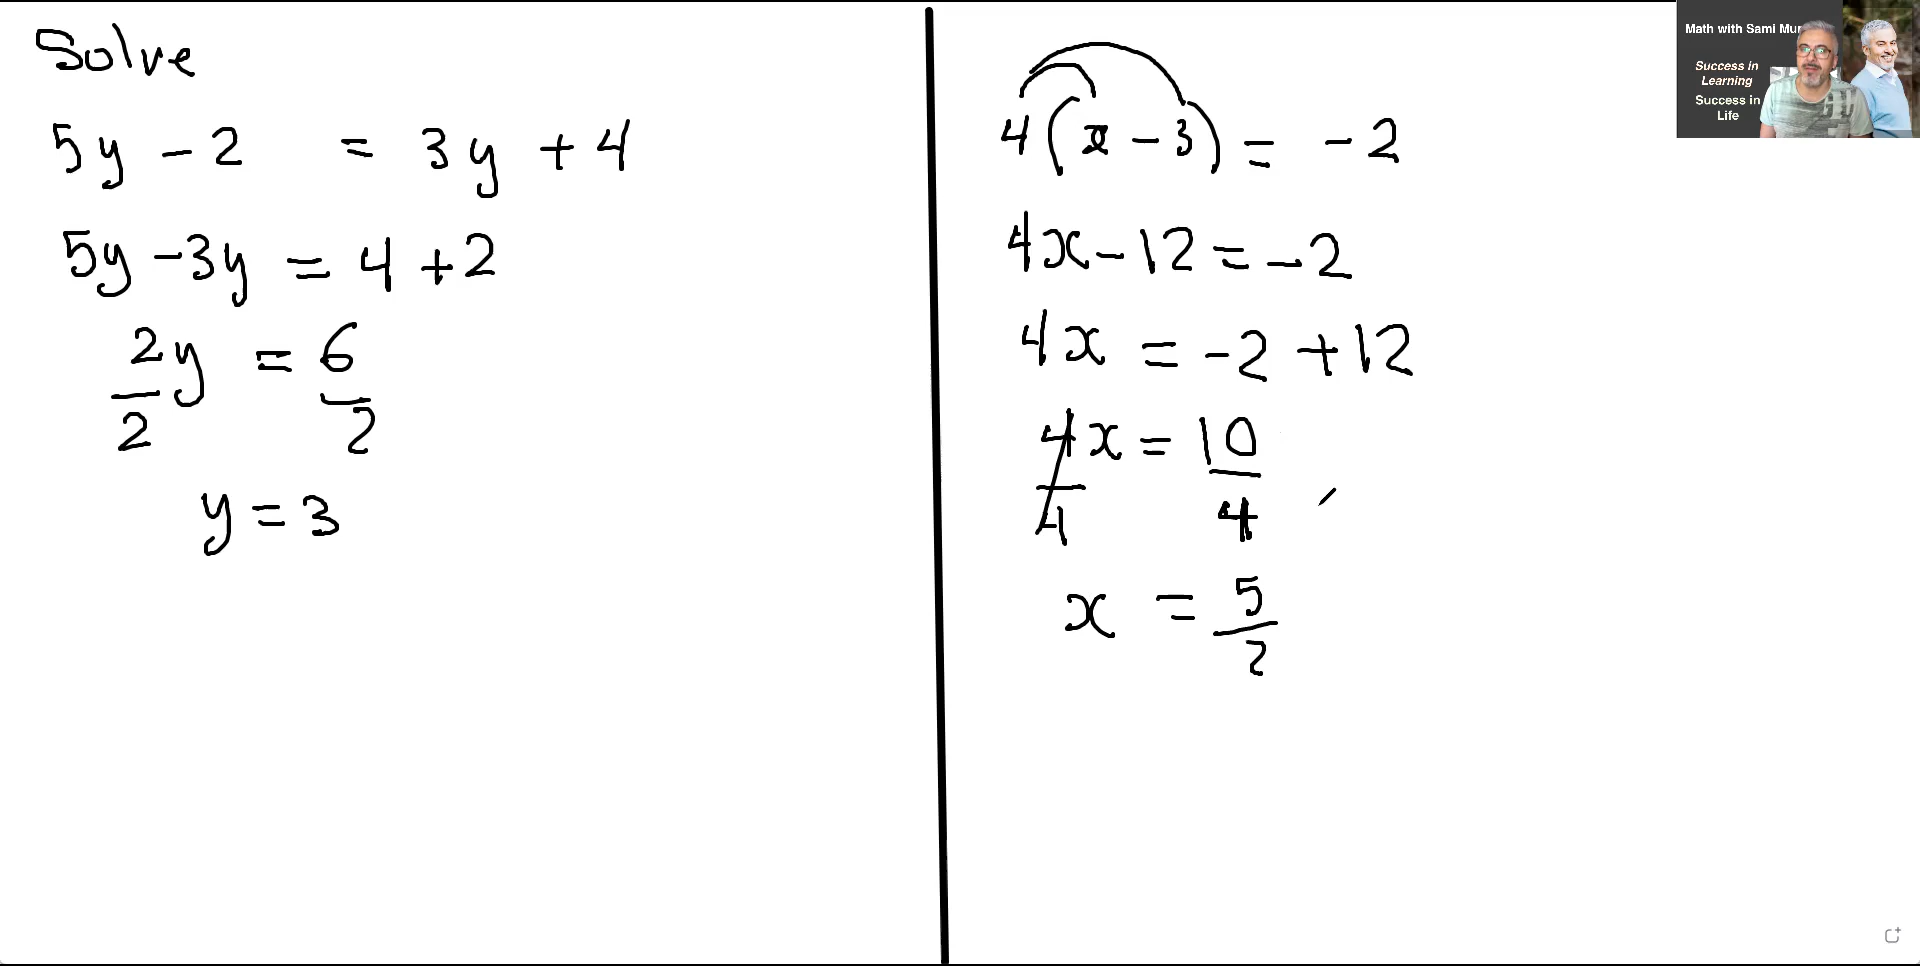 Solve
5y - 2 = 3y + 4
5y - 3y = 4 + 2
2y/2 = 6/2
y = 3
4(x - 3) = -2
4x - 12 = -2
4x = -2 + 12
4x/4 = 10/4
x = 5/2
Math with Sami Mur
Success in
Learning
Success in
Life